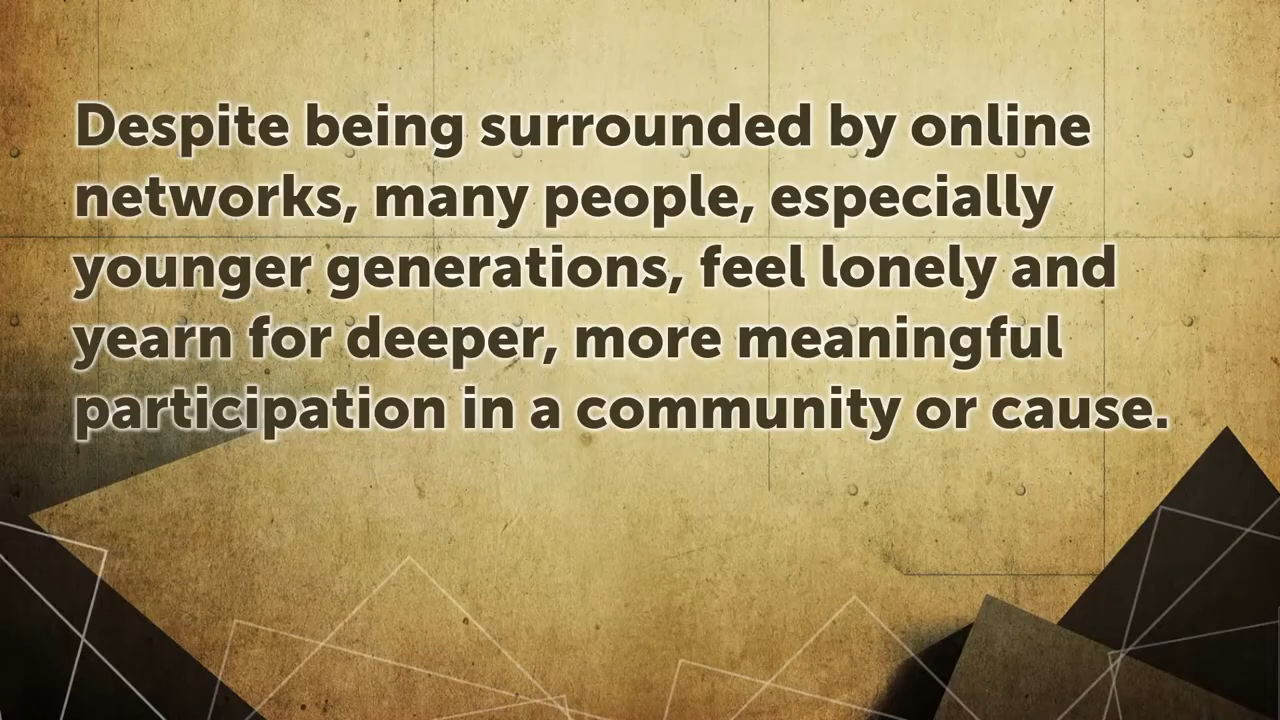 Despite being surrounded by online
networks, many people, especially
younger generations, feel lonely and
yearn for deeper, more meaningful
participation in a community or cause.